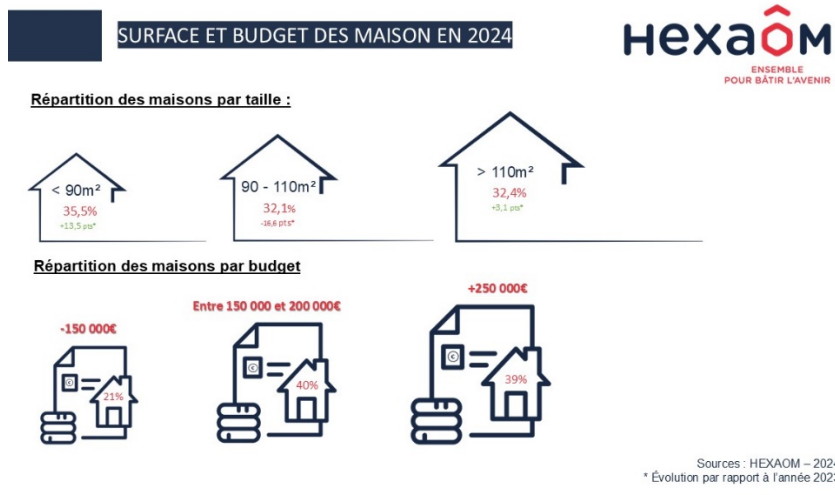 SURFACE ET BUDGET DES MAISON EN 2024
HEXAÔM
ENSEMBLE
POUR BÂTIR L'AVENIR
Répartition des maisons par taille :
< 90m²
35,5%
+13,5 pts*
90 - 110m²
32,1%
-16,6 pts*
> 110m²
32,4%
+3,1 pts*
Répartition des maisons par budget
-150 000€
21%
Entre 150 000 et 200 000€
40%
+250 000€
39%
Sources : HEXAOM – 2024
* Évolution par rapport à l'année 2023